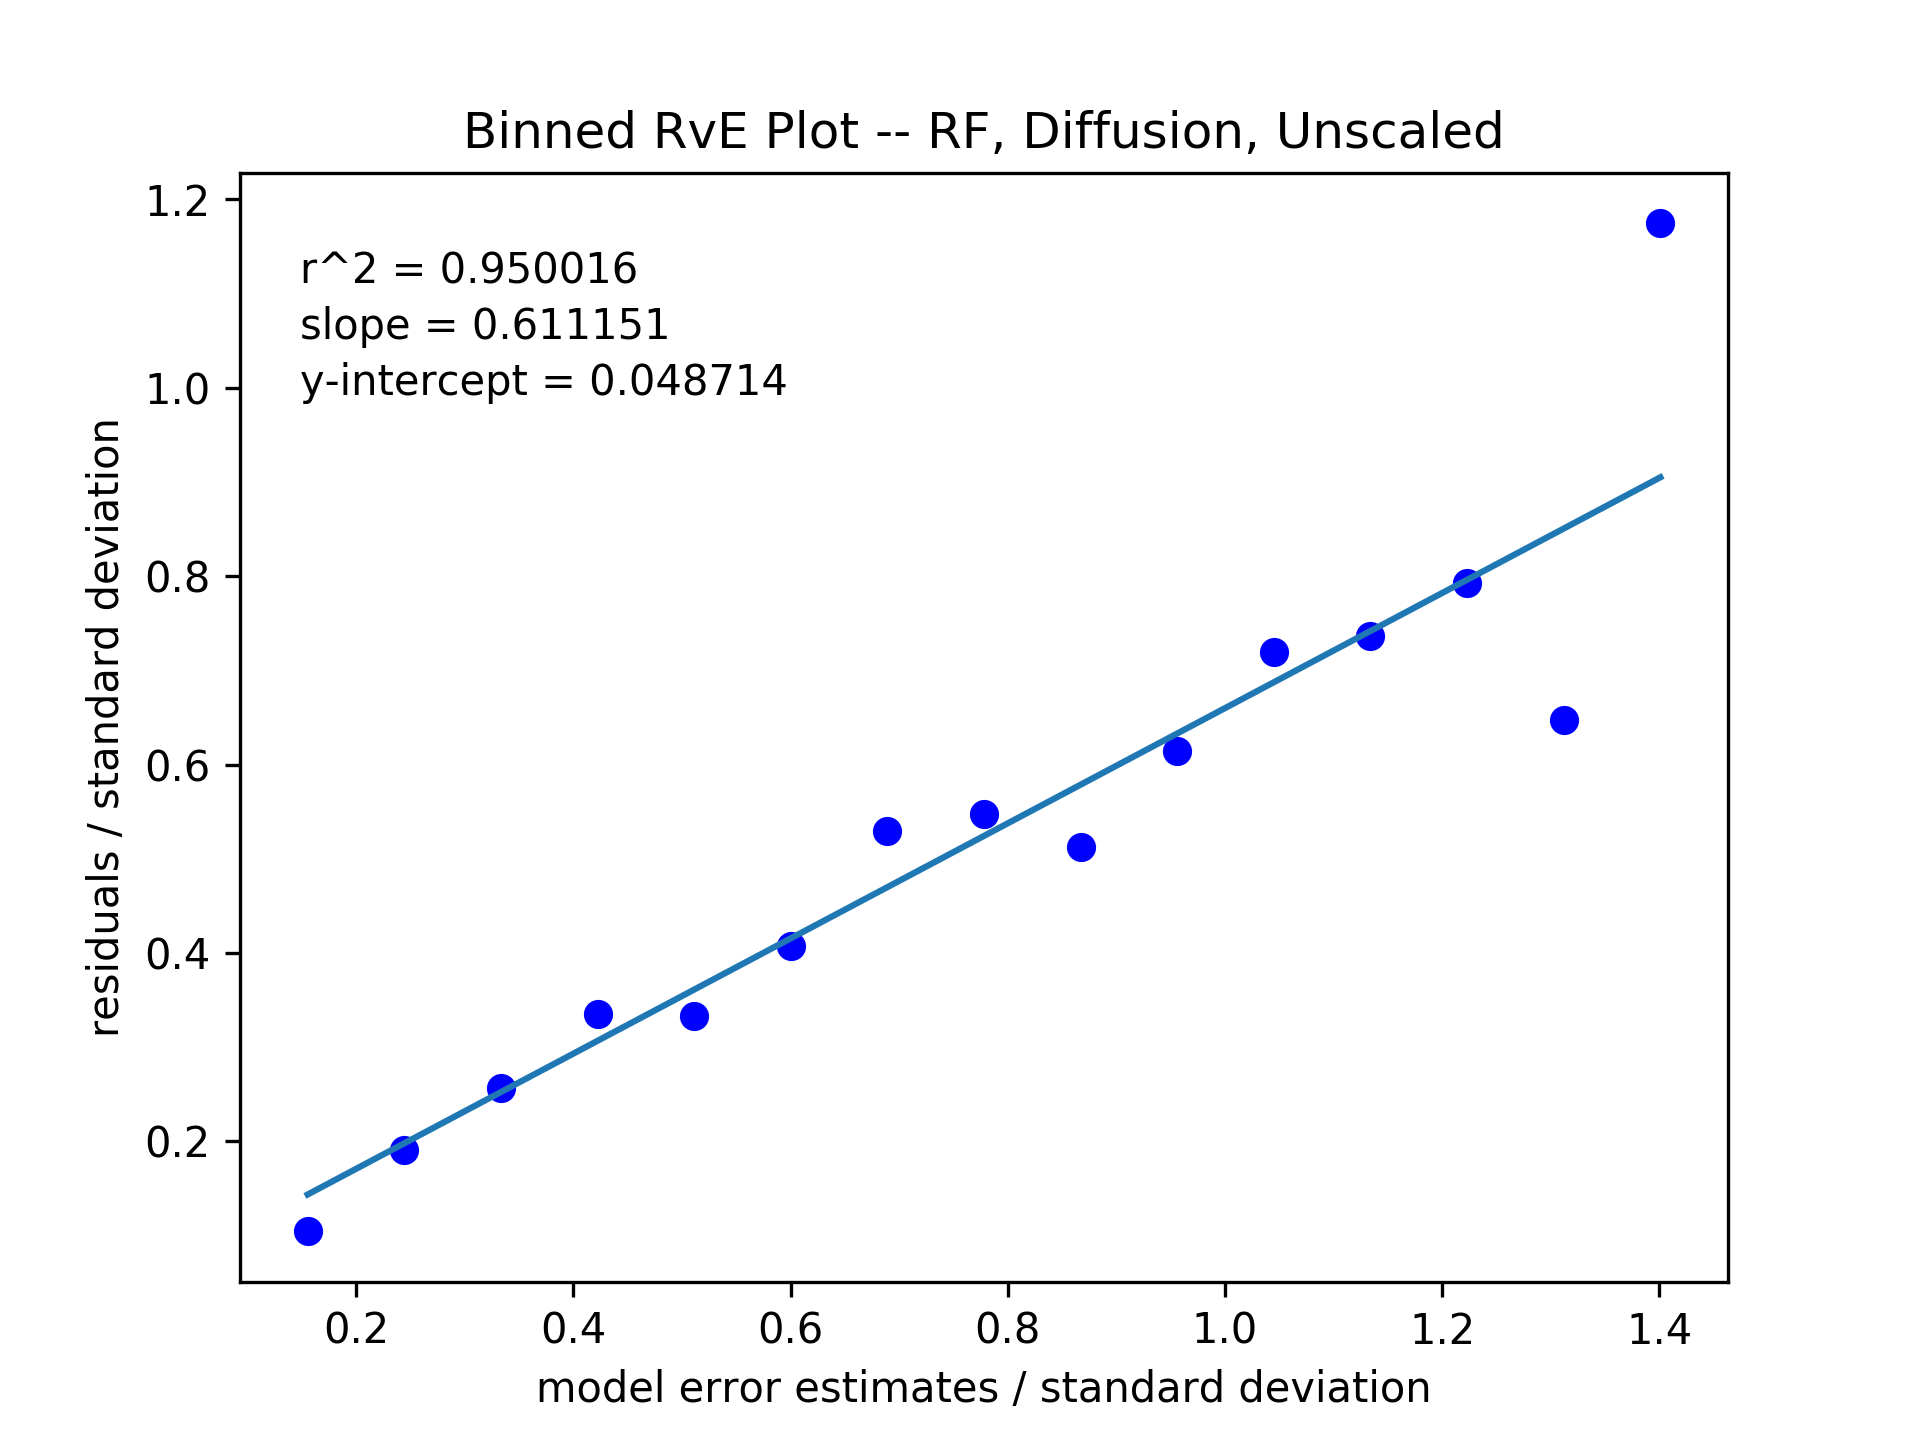 Binned RvE Plot -- RF, Diffusion, Unscaled
r^2 = 0.950016
slope = 0.611151
y-intercept = 0.048714
residuals / standard deviation
1.2
1.0
0.8
0.6
0.4
0.2
0.2 0.4 0.6 0.8 1.0 1.2 1.4
model error estimates / standard deviation